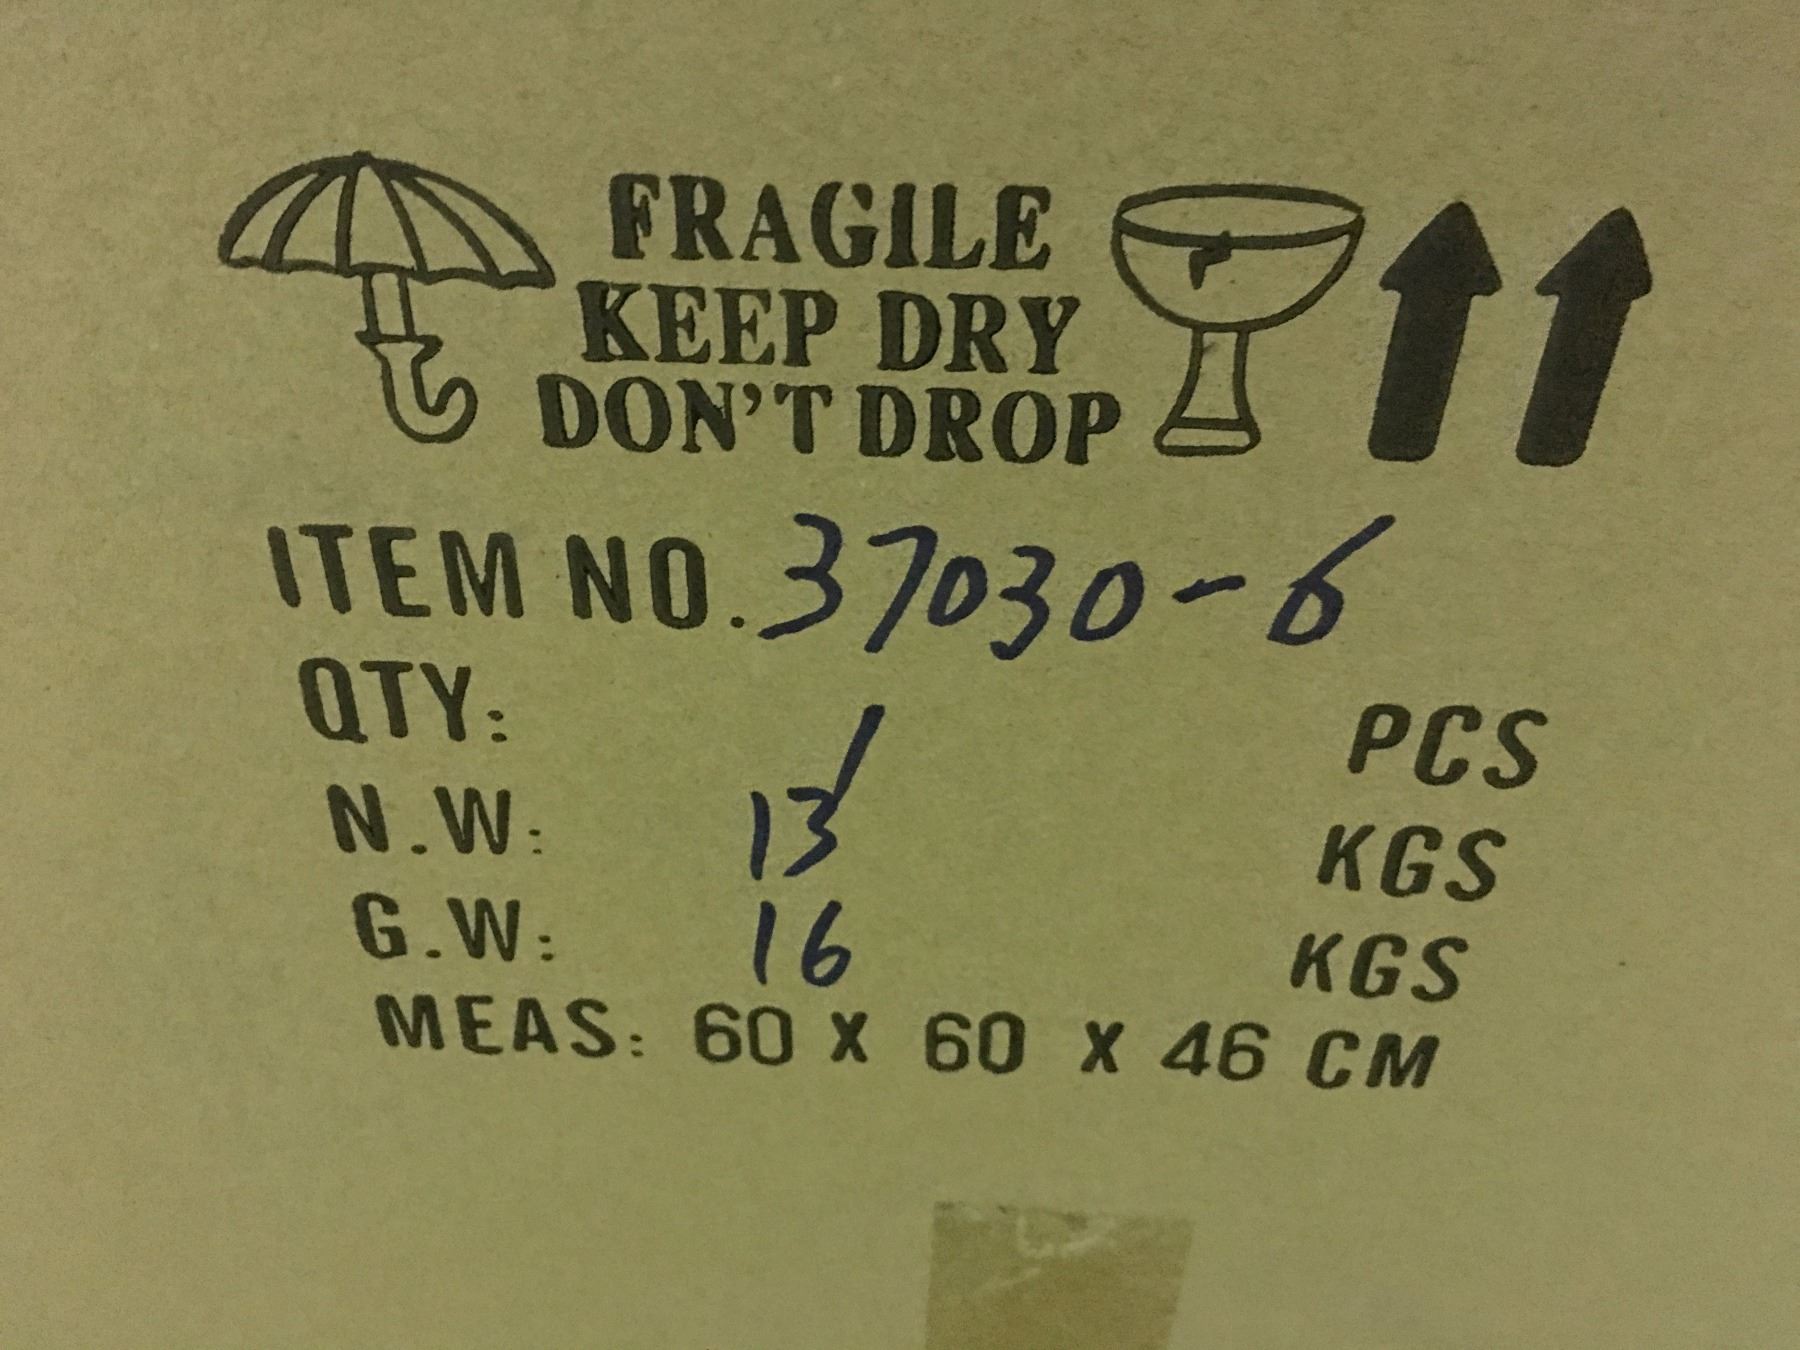 FRAGILE
KEEP DRY
DON'T DROP
ITEM NO. 37030-6
QTY: 1 PCS
N.W: 13 KGS
G.W: 16 KGS
MEAS: 60 X 60 X 46 CM